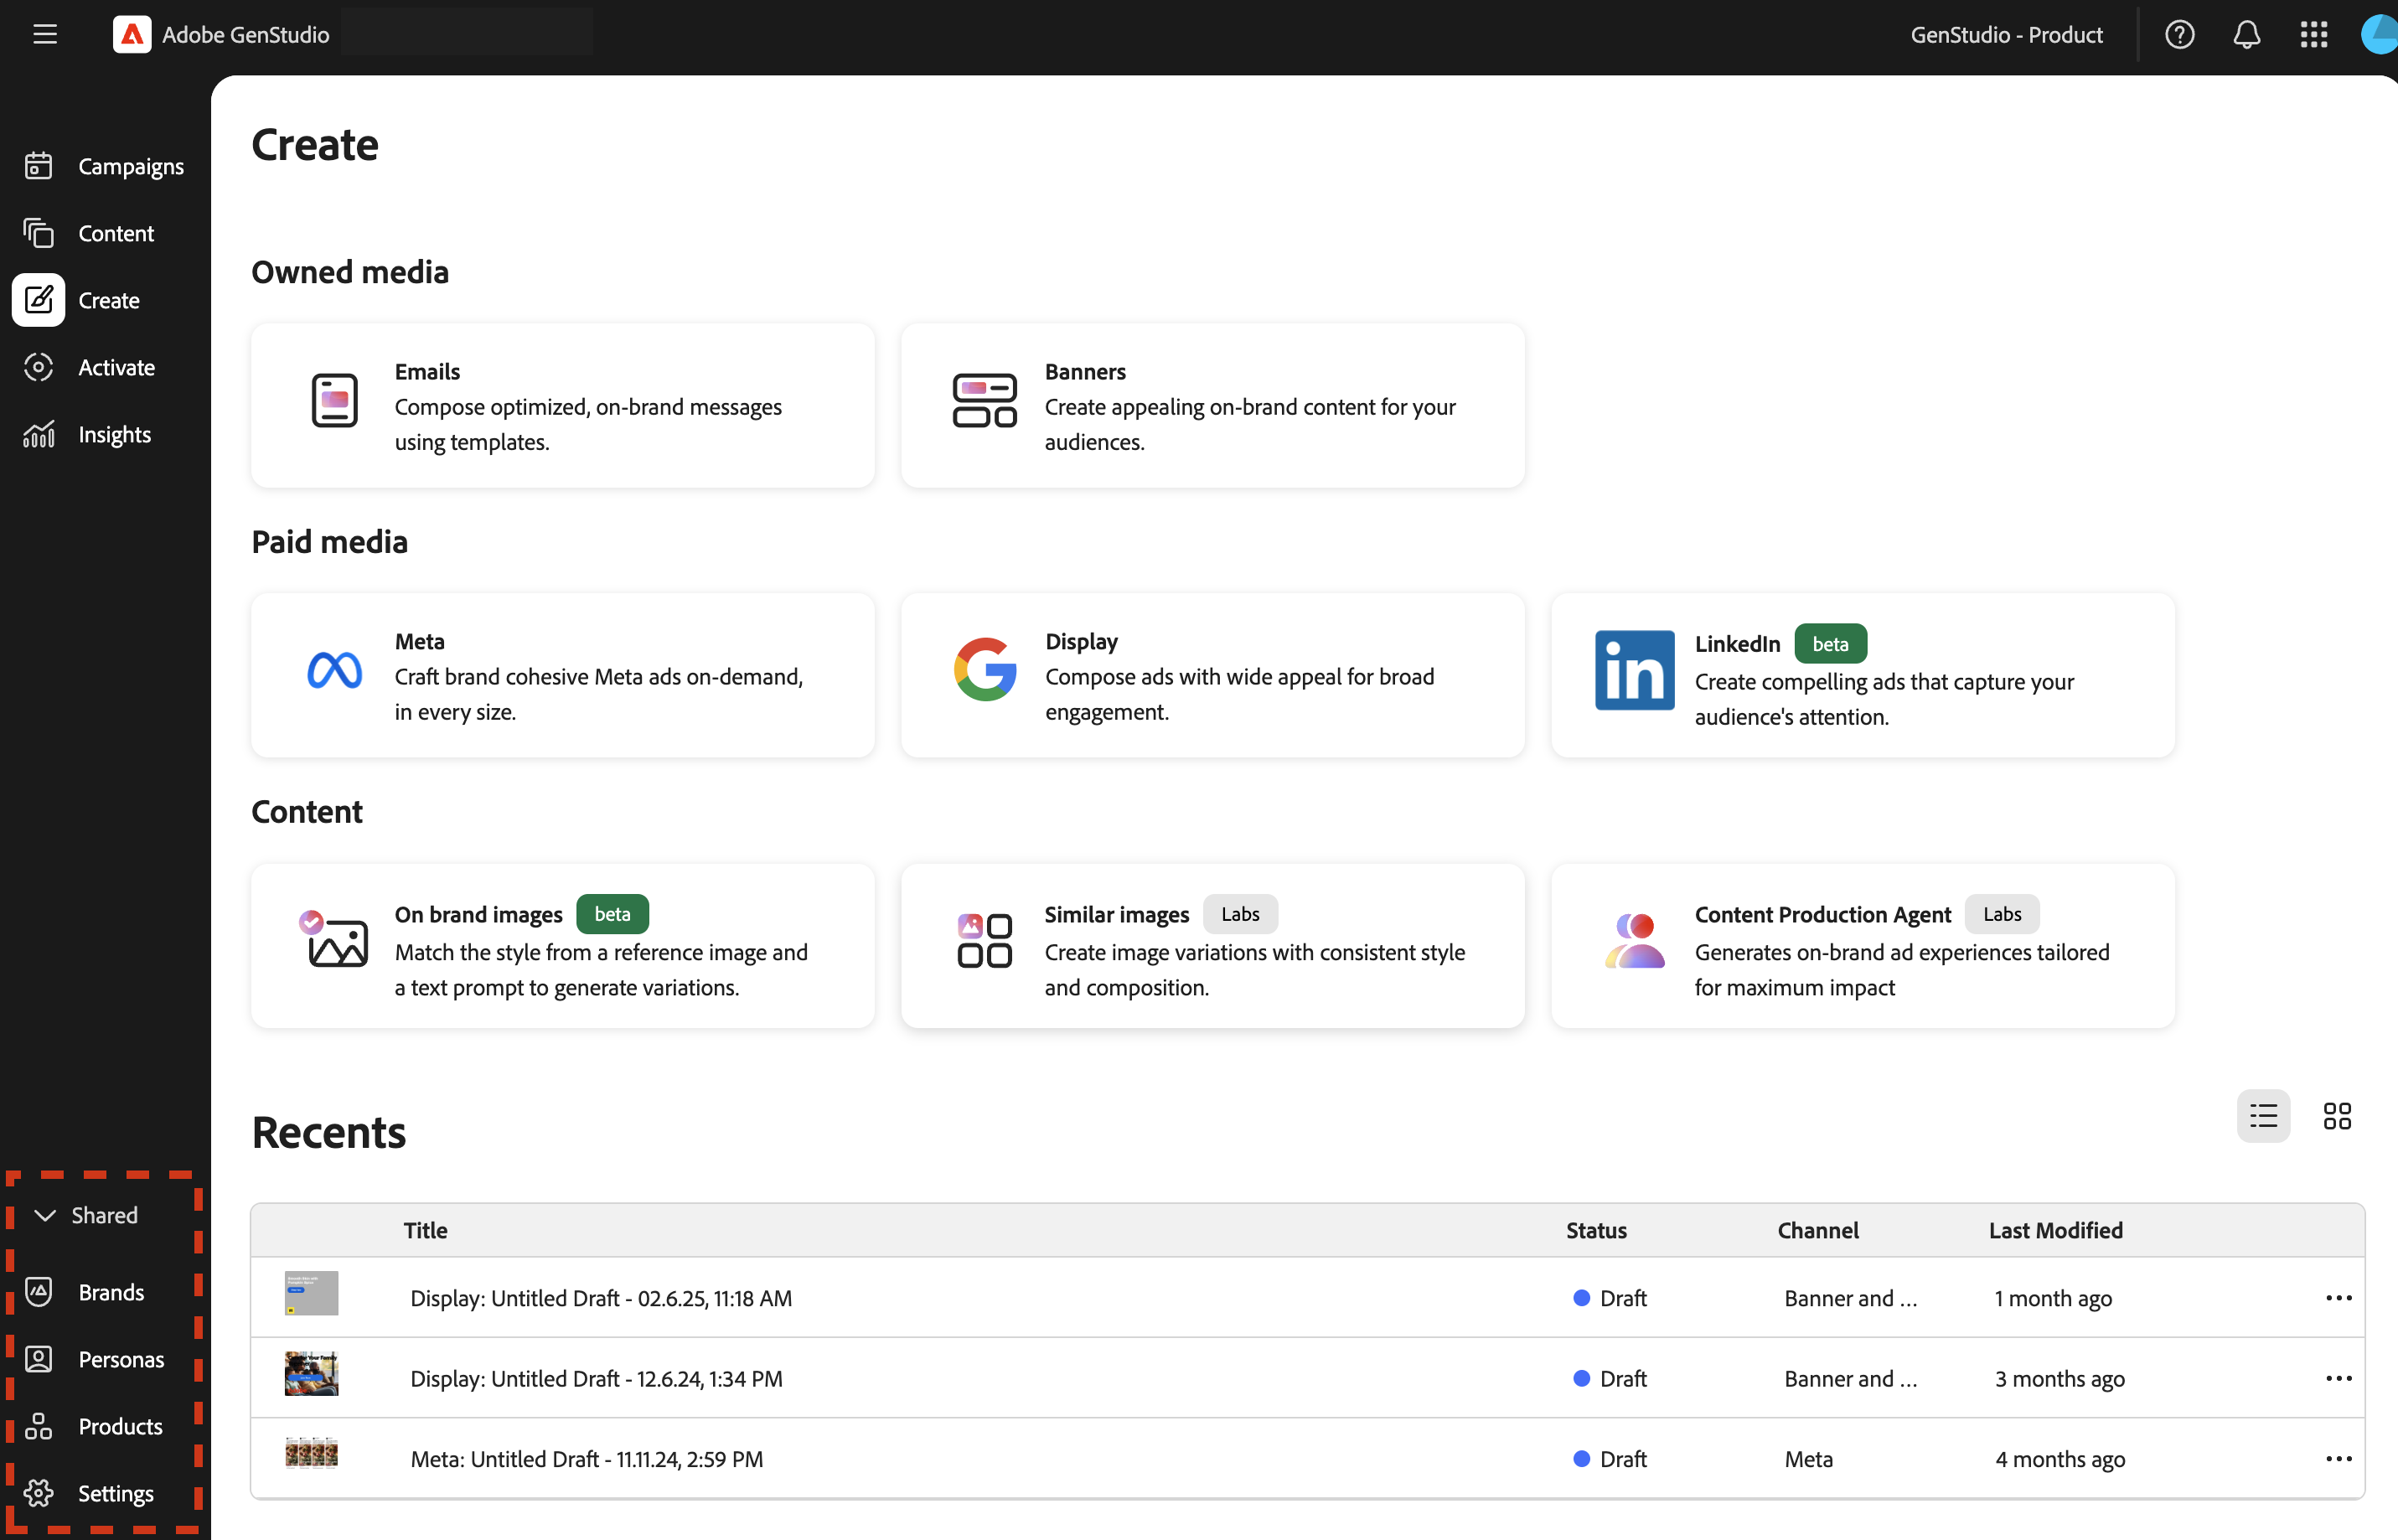 Adobe GenStudio
GenStudio - Product
Campaigns
Content
Create
Activate
Insights
Shared
Brands
Personas
Products
Settings
Create
Owned media
Emails
Compose optimized, on-brand messages
using templates.
Banners
Create appealing on-brand content for your
audiences.
Paid media
Meta
Craft brand cohesive Meta ads on-demand,
in every size.
Display
Compose ads with wide appeal for broad
engagement.
LinkedIn beta
Create compelling ads that capture your
audience's attention.
Content
On brand images beta
Match the style from a reference image and
a text prompt to generate variations.
Similar images Labs
Create image variations with consistent style
and composition.
Content Production Agent Labs
Generates on-brand ad experiences tailored
for maximum impact
Recents
Title Status Channel Last Modified
Display: Untitled Draft - 02.6.25, 11:18 AM Draft Banner and ... 1 month ago
Display: Untitled Draft - 12.6.24, 1:34 PM Draft Banner and ... 3 months ago
Meta: Untitled Draft - 11.11.24, 2:59 PM Draft Meta 4 months ago